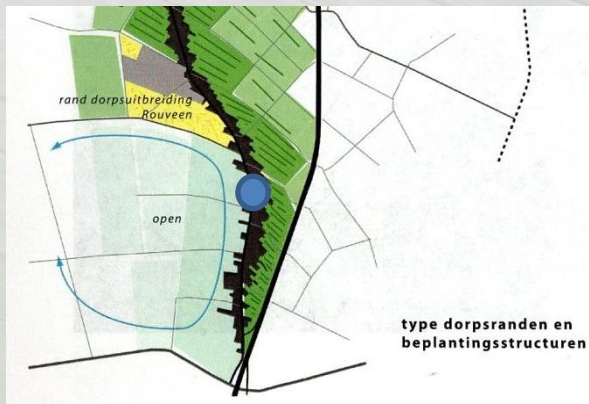 rand dorpsuitbreiding
Rouveen
open
type dorpsranden en
beplantingsstructuren